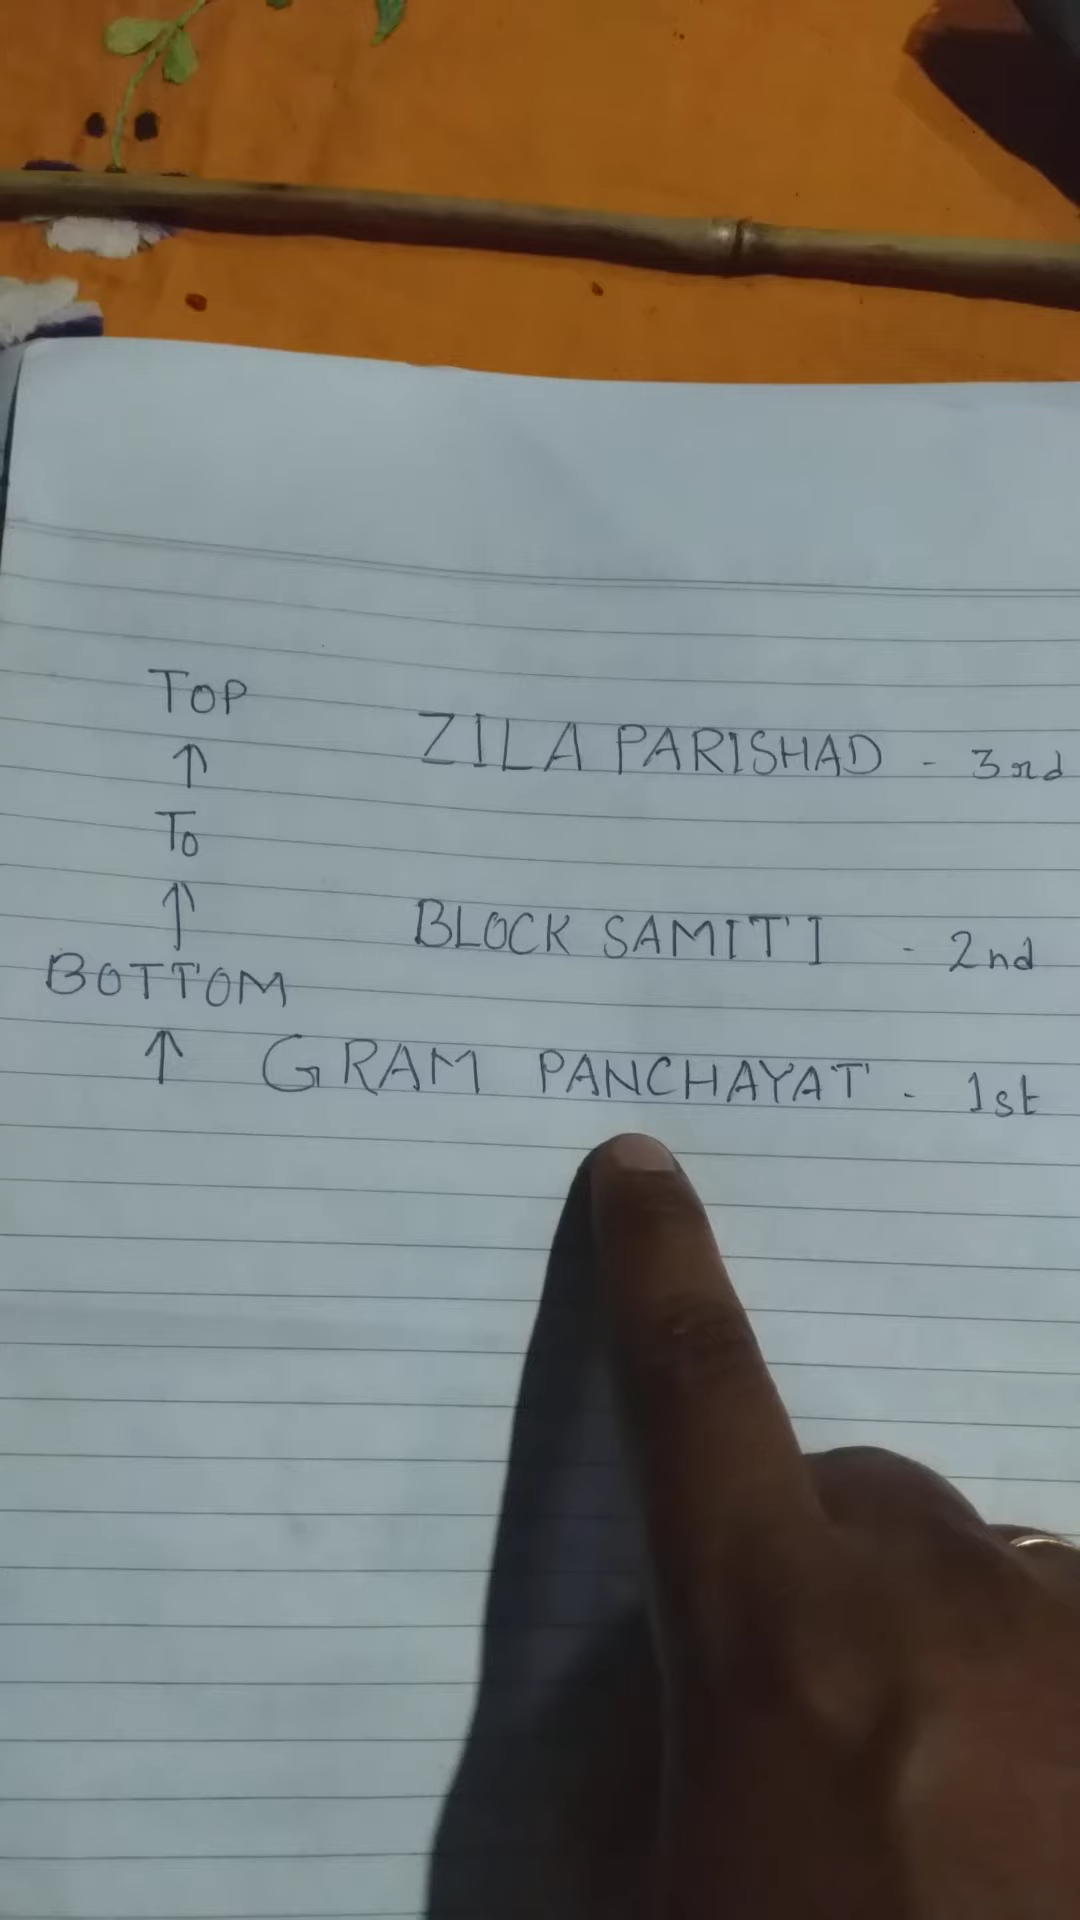 TOP
↑
ZILA PARISHAD - 3rd
To
↑
BLOCK SAMITI - 2nd
BOTTOM
↑
GRAM PANCHAYAT - 1st